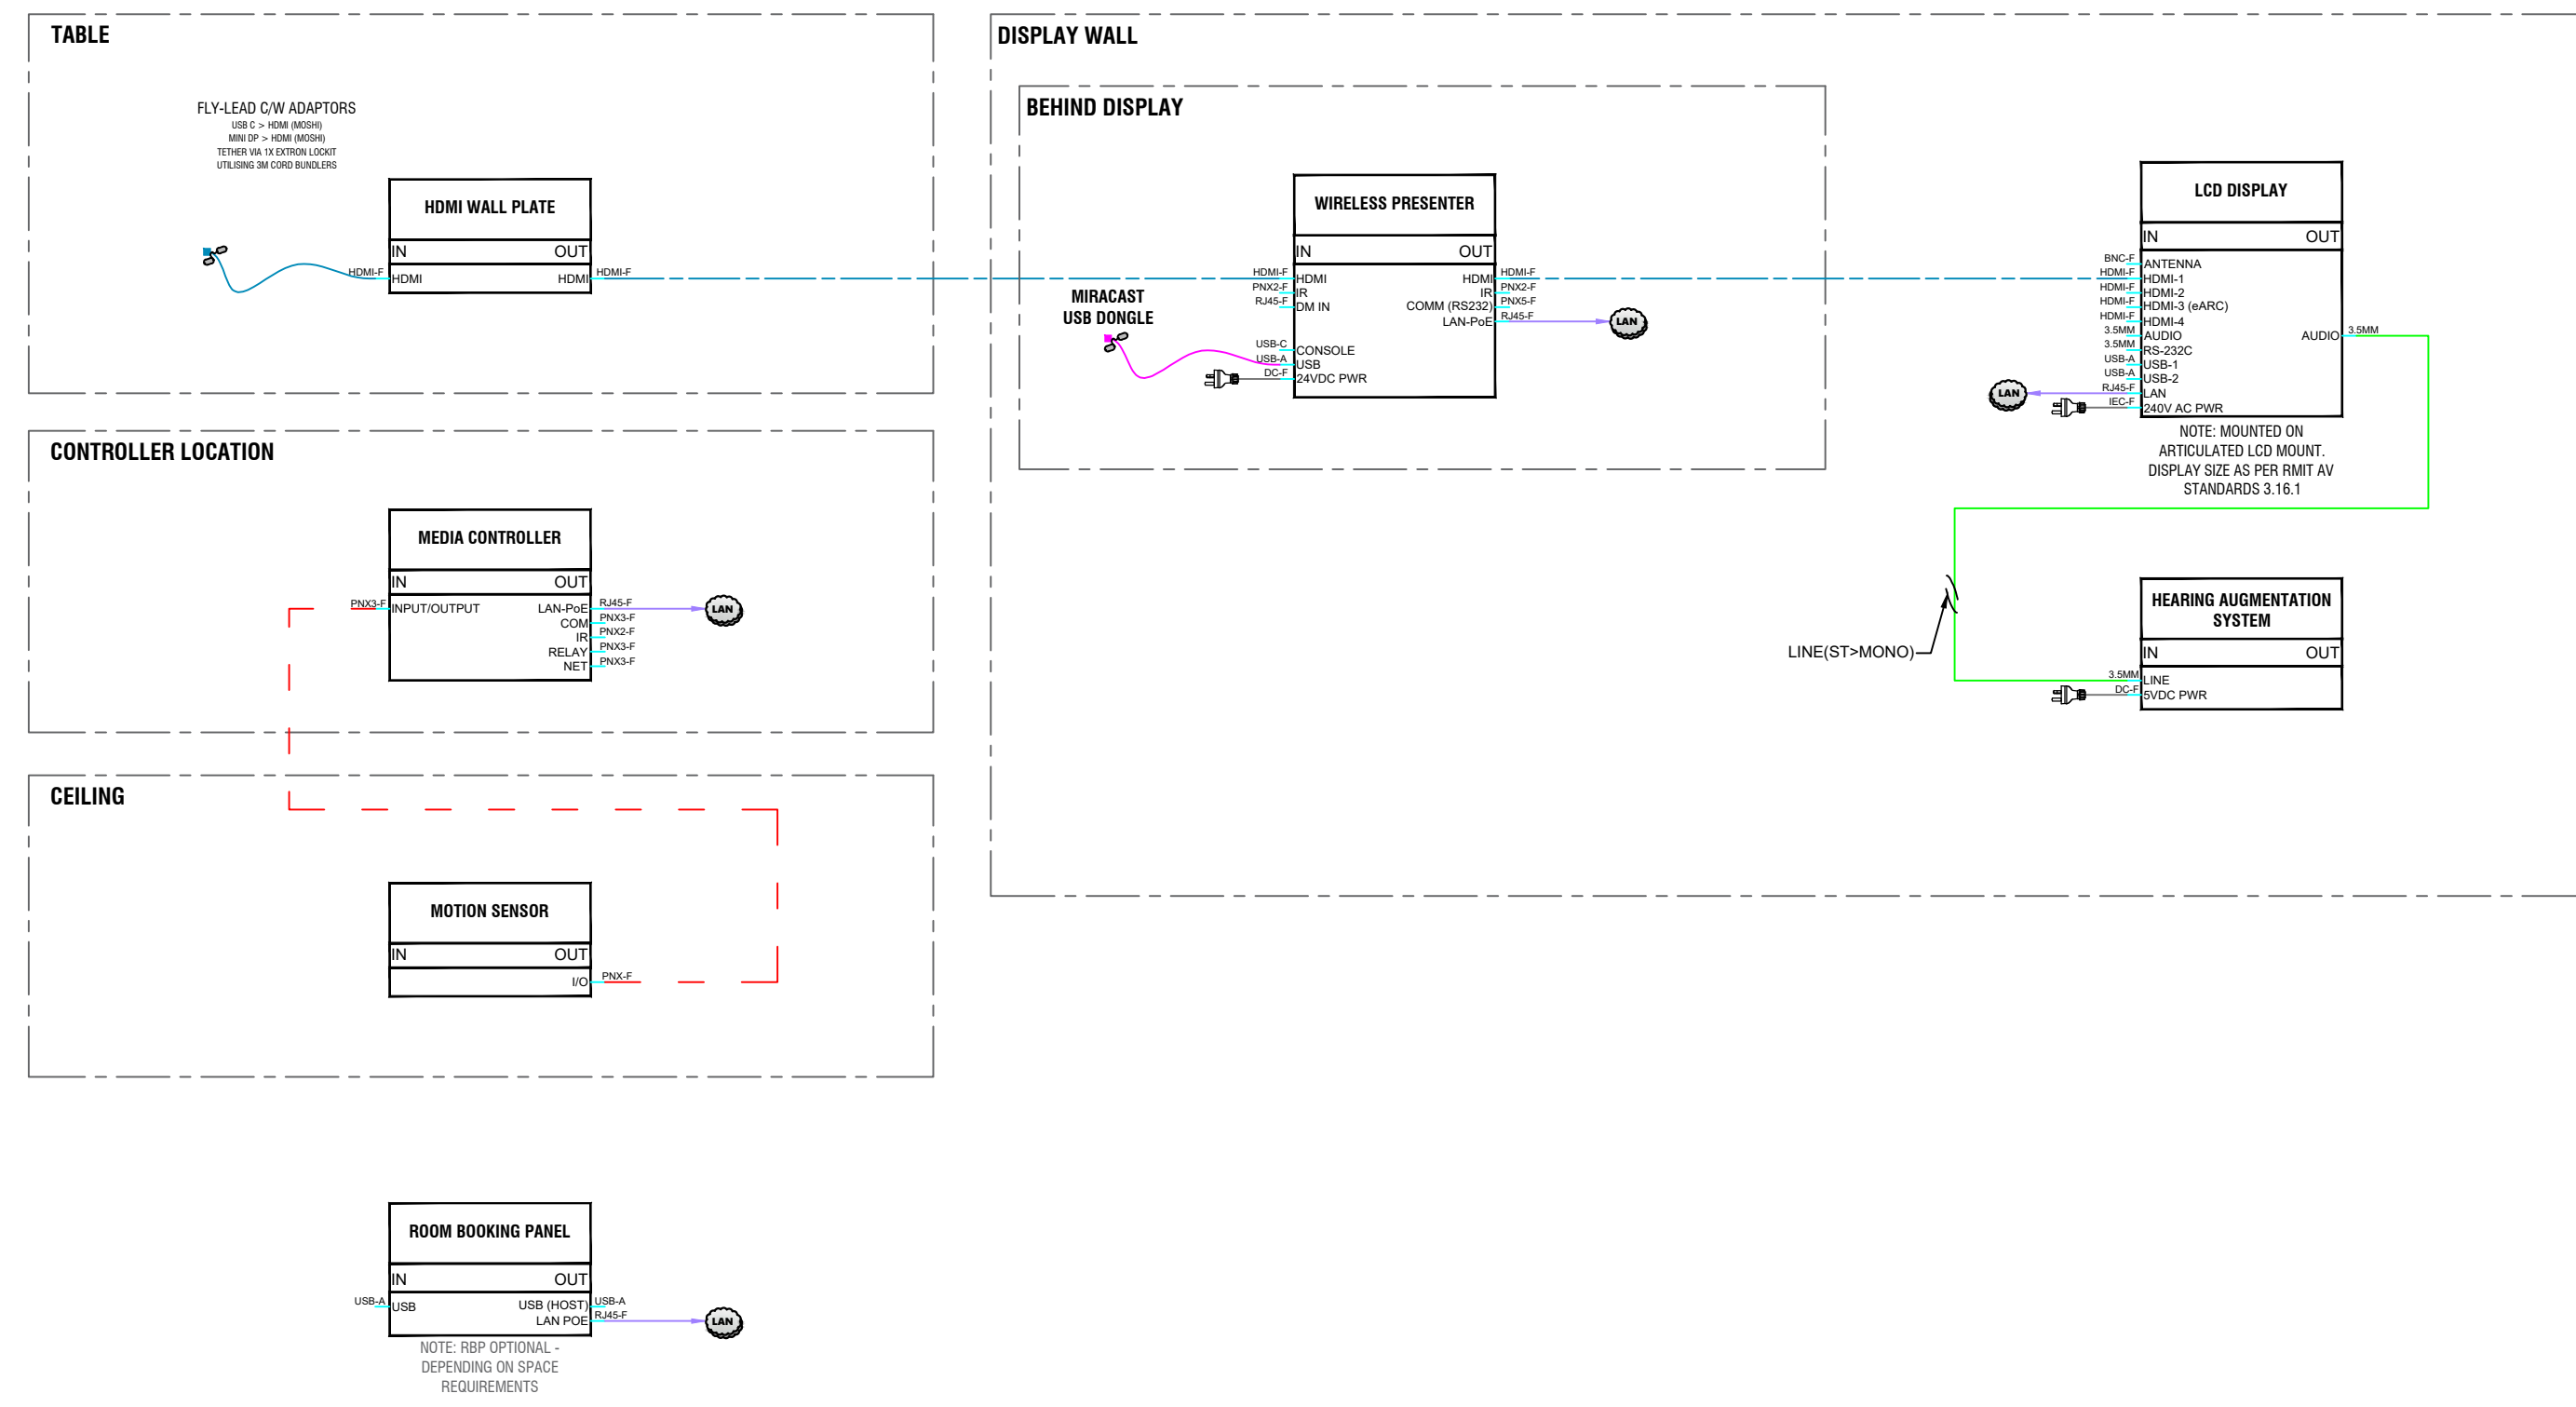 TABLE
FLY-LEAD C/W ADAPTORS
USB C > HDMI (MOSHI)
MINI DP > HDMI (MOSHI)
TETHER VIA 1X EXTRON LOCKIT
UTILISING 3M CORD BUNDLERS
HDMI WALL PLATE
IN OUT
HDMI-F HDMI HDMI HDMI-F
CONTROLLER LOCATION
MEDIA CONTROLLER
IN OUT
PNX3-F INPUT/OUTPUT LAN-PoE RJ45-F LAN
COM PNX3-F
IR PNX2-F
RELAY PNX3-F
NET PNX3-F
CEILING
MOTION SENSOR
IN OUT
I/O PNX-F
ROOM BOOKING PANEL
IN OUT
USB-A USB USB (HOST) USB-A
LAN POE RJ45-F LAN
NOTE: RBP OPTIONAL -
DEPENDING ON SPACE
REQUIREMENTS
DISPLAY WALL
BEHIND DISPLAY
WIRELESS PRESENTER
IN OUT
HDMI-F HDMI HDMI HDMI-F
PNX2-F IR IR PNX2-F
RJ45-F DM IN COMM (RS232) PNX5-F
LAN-PoE RJ45-F LAN
MIRACAST
USB DONGLE
USB-C CONSOLE
USB-A USB
DC-F 24VDC PWR
LCD DISPLAY
IN OUT
BNC-F ANTENNA
HDMI-F HDMI-1
HDMI-F HDMI-2
HDMI-F HDMI-3 (eARC)
HDMI-F HDMI-4
3.5MM AUDIO AUDIO 3.5MM
3.5MM RS-232C
USB-A USB-1
USB-A USB-2
LAN RJ45-F LAN
IEC-F 240V AC PWR
NOTE: MOUNTED ON
ARTICULATED LCD MOUNT.
DISPLAY SIZE AS PER RMIT AV
STANDARDS 3.16.1
LINE(ST>MONO)
HEARING AUGMENTATION
SYSTEM
IN OUT
3.5MM LINE
DC-F 5VDC PWR